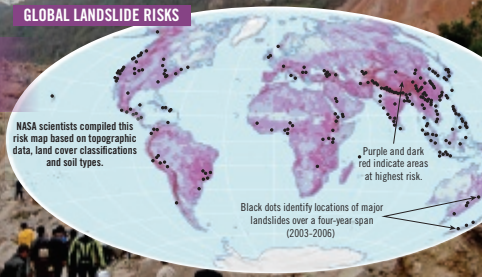 GLOBAL LANDSLIDE RISKS
NASA scientists compiled this
risk map based on topographic
data, land cover classifications
and soil types.
Purple and dark
red indicate areas
at highest risk.
Black dots identify locations of major
landslides over a four-year span
(2003-2006)